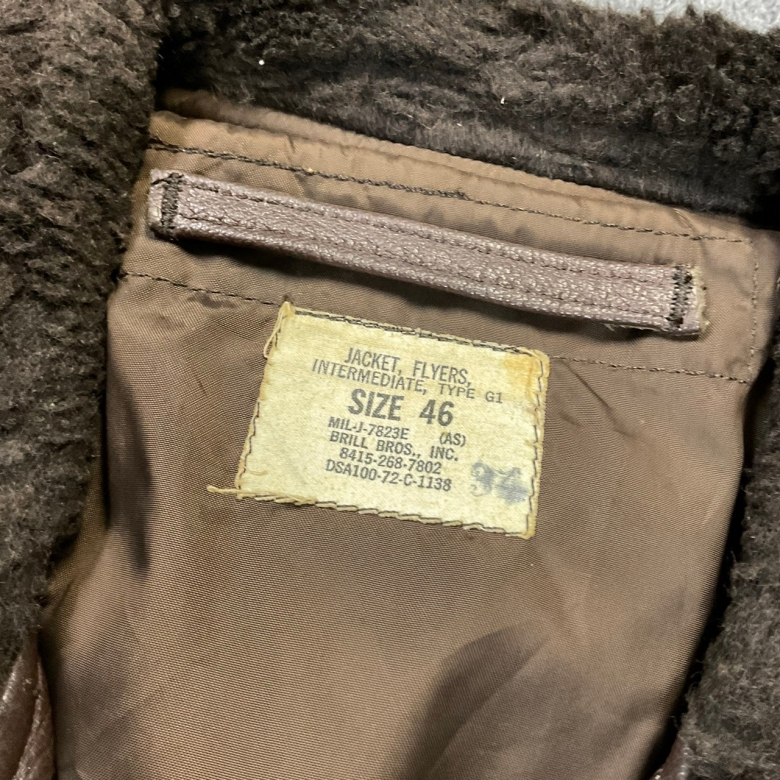 JACKET, FLYERS,
INTERMEDIATE, TYPE G1
SIZE 46
MIL-J-7823E (AS)
BRILL BROS., INC.
8415-268-7802
DSA100-72-C-1138